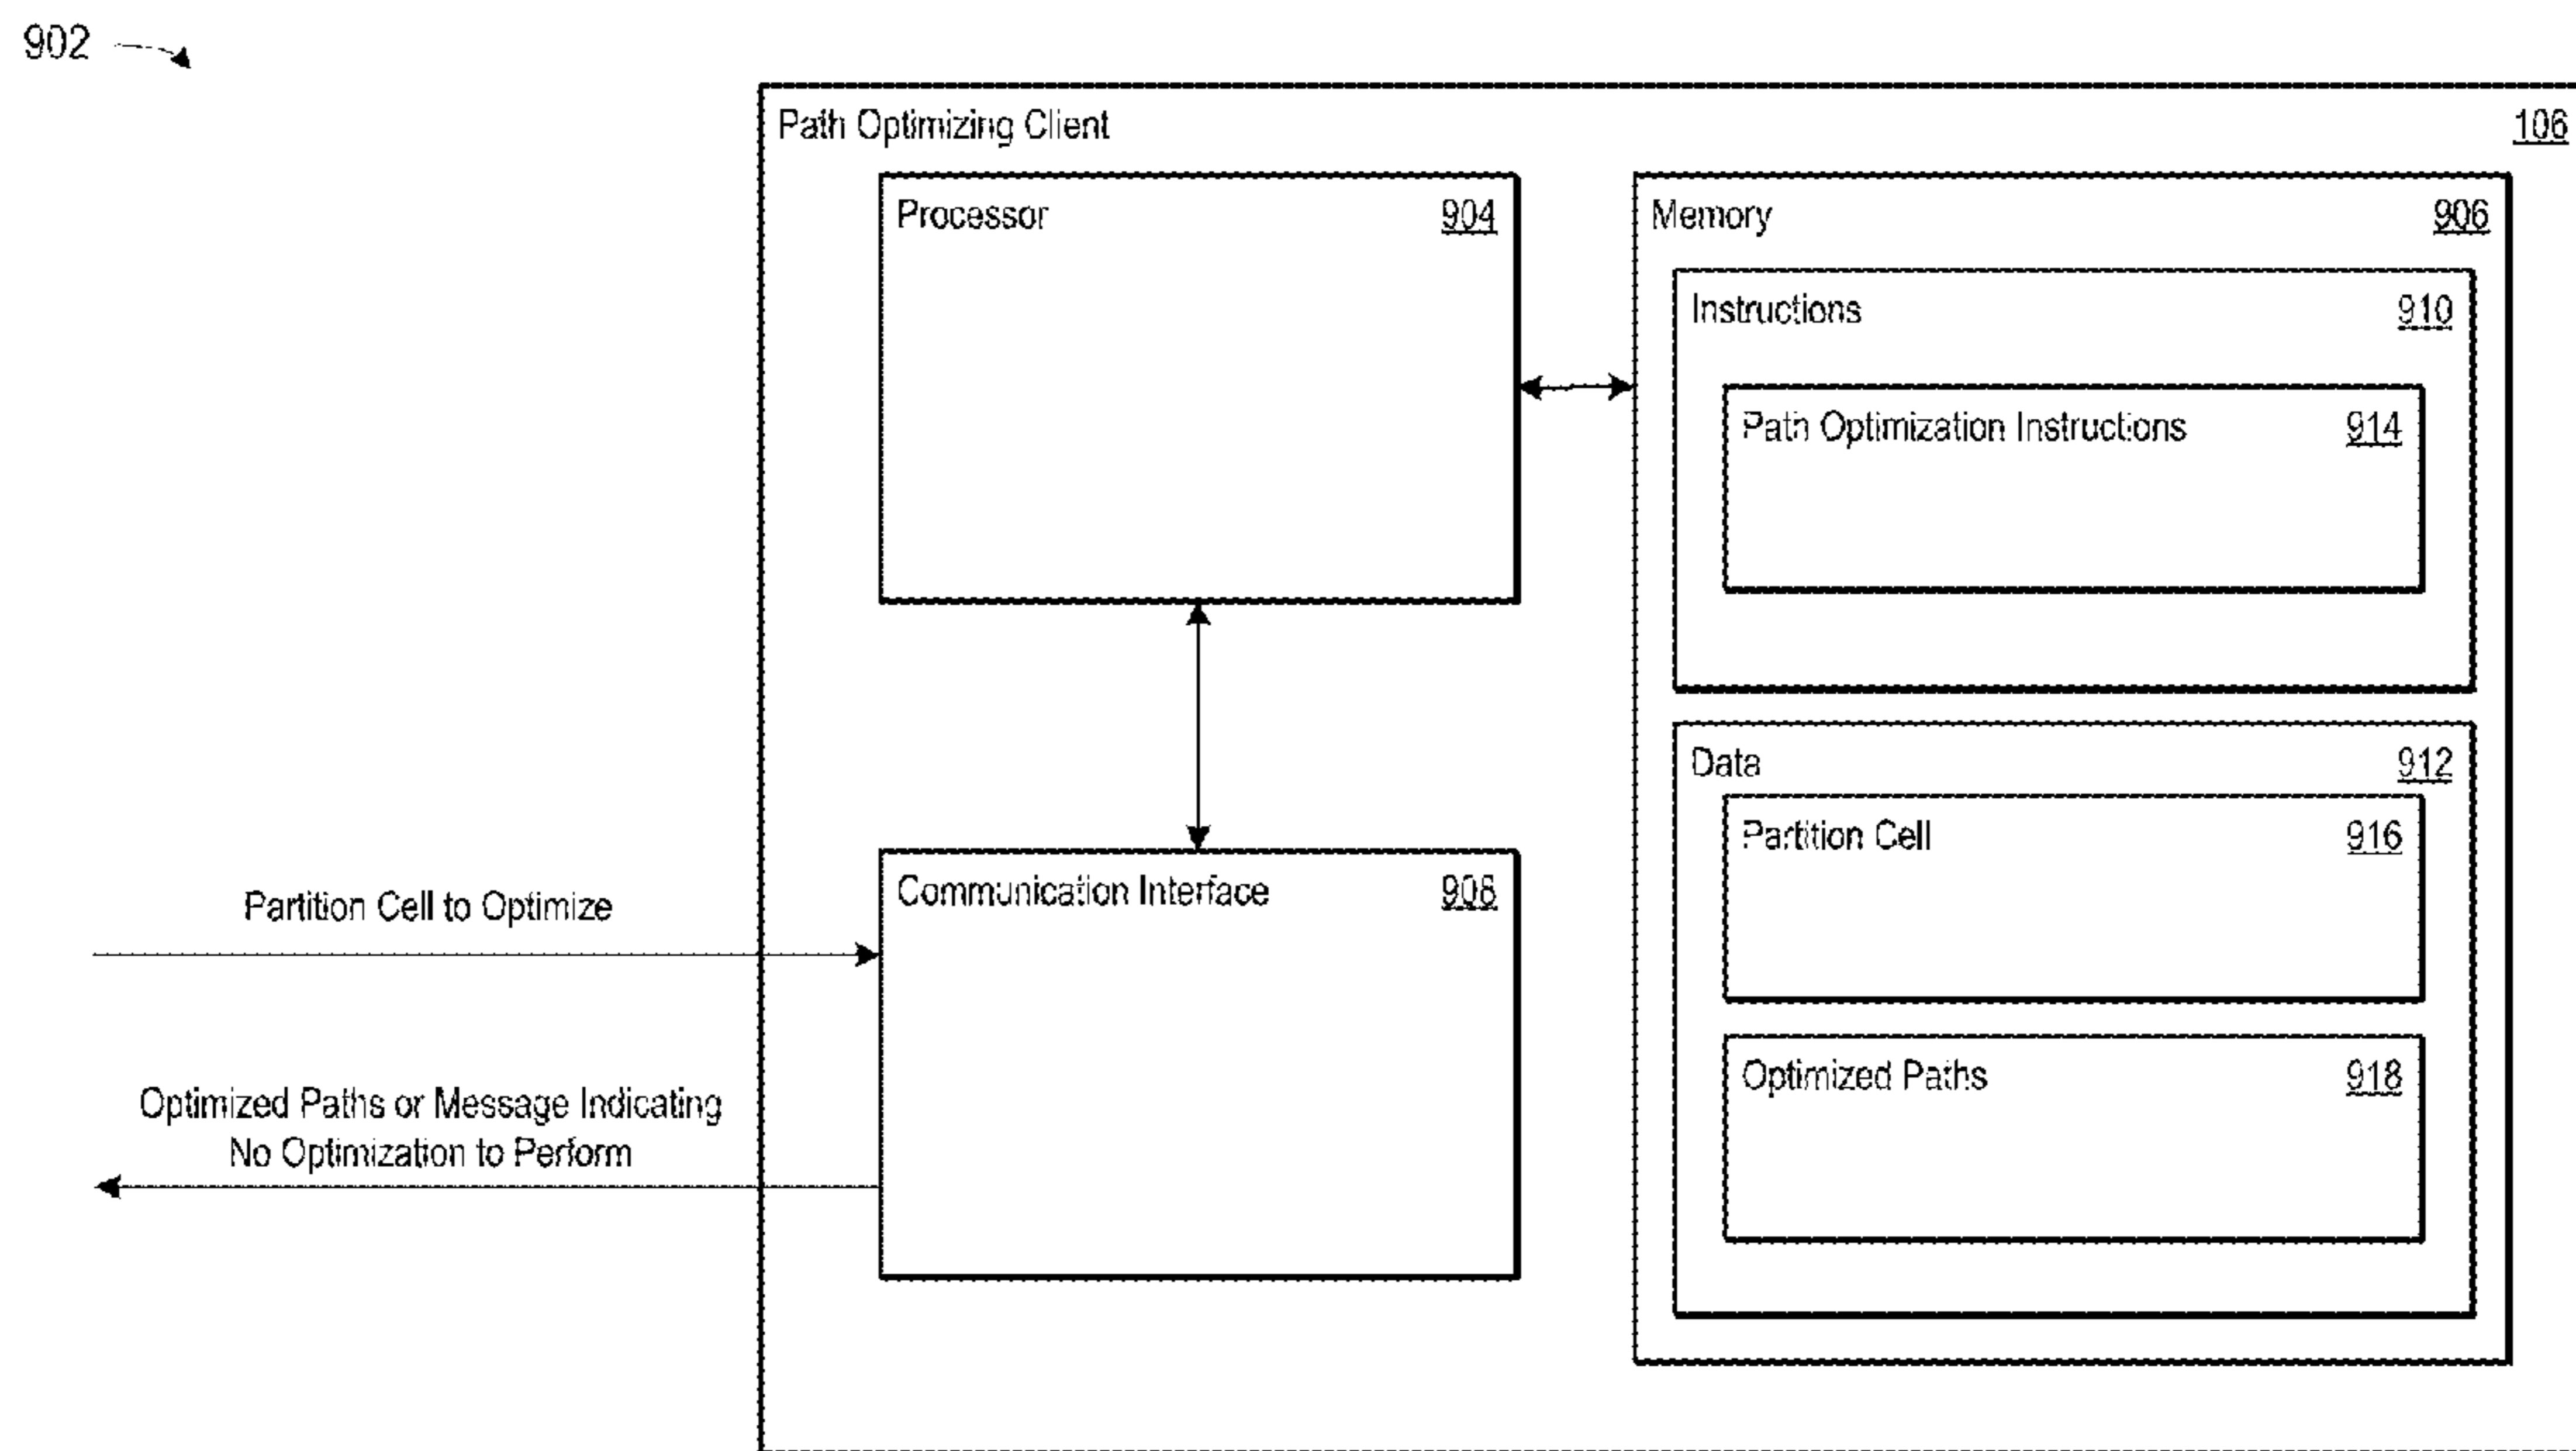 902
Path Optimizing Client 106
Processor 904
Memory 906
Instructions 910
Path Optimization Instructions 914
Data 912
Partition Cell 916
Optimized Paths 918
Communication Interface 908
Partition Cell to Optimize
Optimized Paths or Message Indicating
No Optimization to Perform